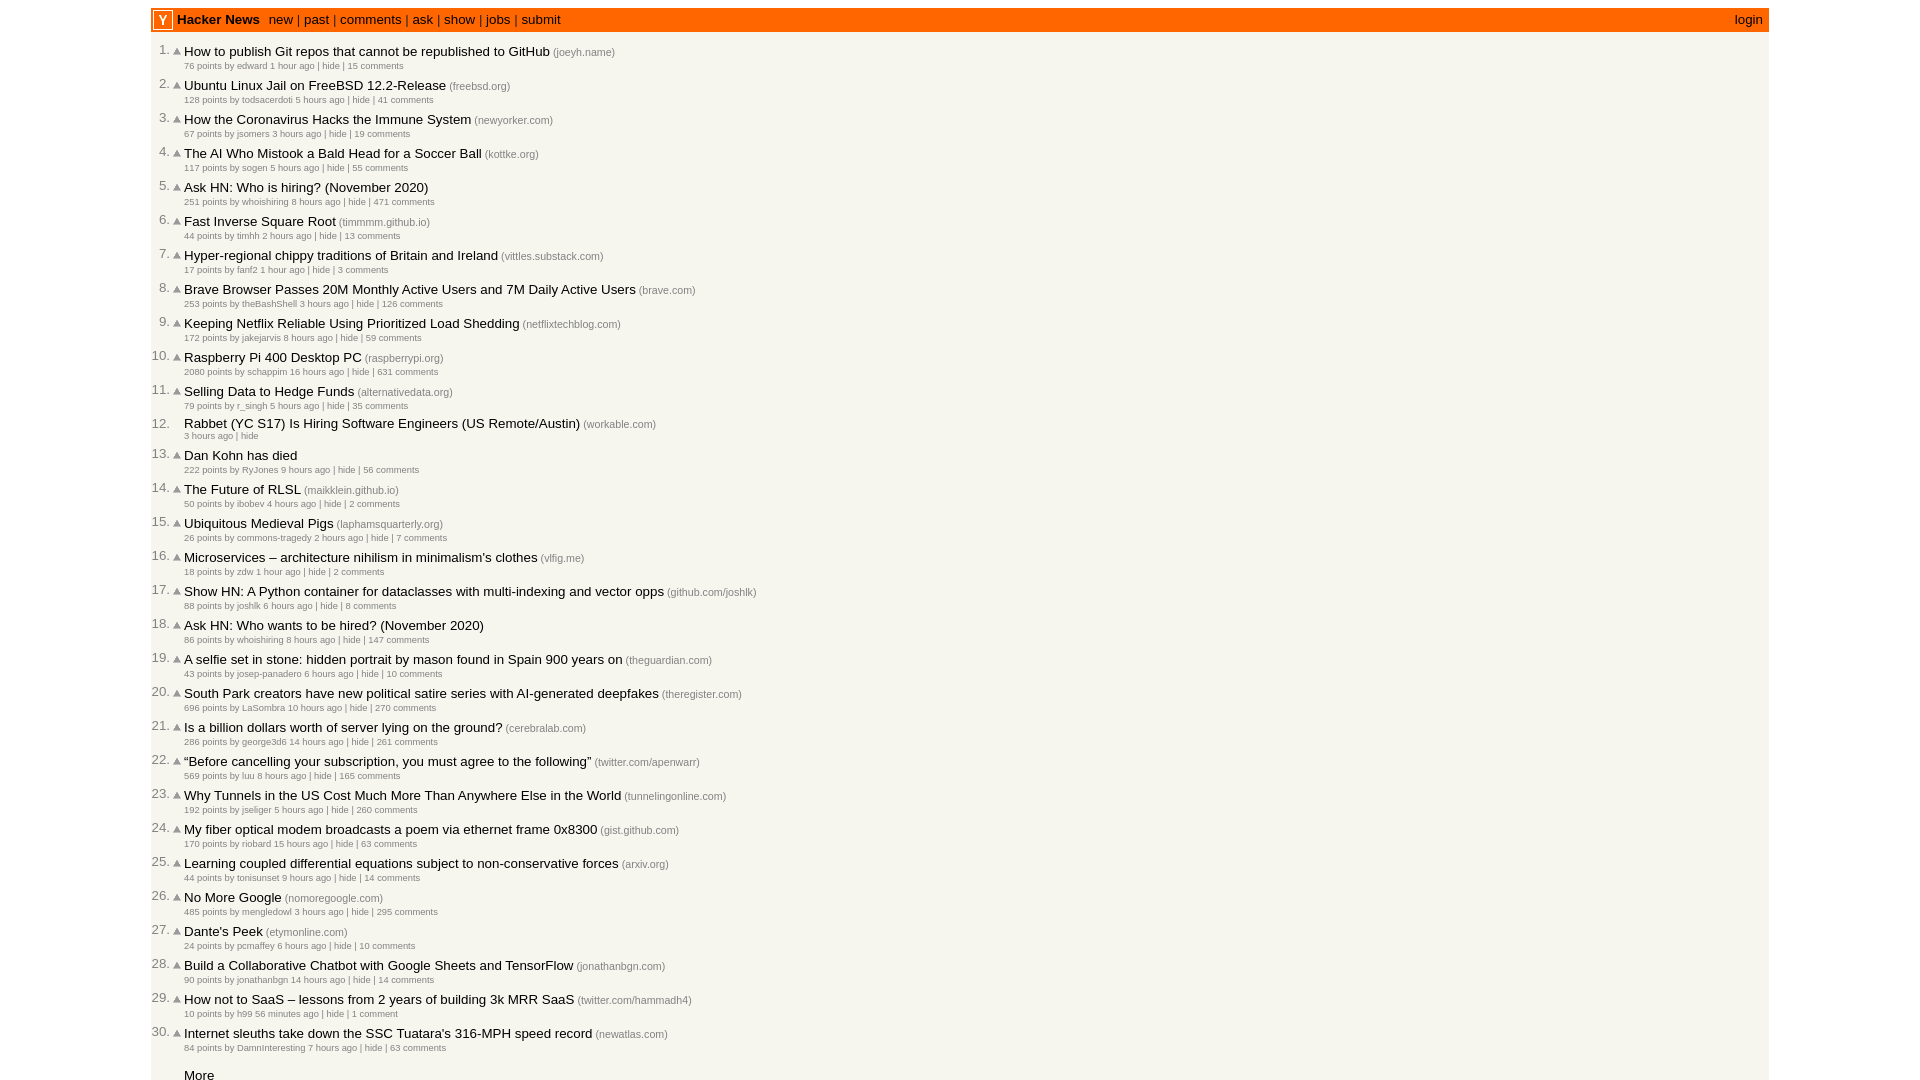 Y Hacker News new | past | comments | ask | show | jobs | submit login
1. How to publish Git repos that cannot be republished to GitHub (joeyh.name)
76 points by edward 1 hour ago | hide | 15 comments
2. Ubuntu Linux Jail on FreeBSD 12.2-Release (freebsd.org)
128 points by todsacerdoti 5 hours ago | hide | 41 comments
3. How the Coronavirus Hacks the Immune System (newyorker.com)
67 points by jsomers 3 hours ago | hide | 19 comments
4. The AI Who Mistook a Bald Head for a Soccer Ball (kottke.org)
117 points by sogen 5 hours ago | hide | 55 comments
5. Ask HN: Who is hiring? (November 2020)
251 points by whoishiring 8 hours ago | hide | 471 comments
6. Fast Inverse Square Root (timmmm.github.io)
44 points by timhh 2 hours ago | hide | 13 comments
7. Hyper-regional chippy traditions of Britain and Ireland (vittles.substack.com)
17 points by fanf2 1 hour ago | hide | 3 comments
8. Brave Browser Passes 20M Monthly Active Users and 7M Daily Active Users (brave.com)
253 points by theBashShell 3 hours ago | hide | 126 comments
9. Keeping Netflix Reliable Using Prioritized Load Shedding (netflixtechblog.com)
172 points by jakejarvis 8 hours ago | hide | 59 comments
10. Raspberry Pi 400 Desktop PC (raspberrypi.org)
2080 points by schappim 16 hours ago | hide | 631 comments
11. Selling Data to Hedge Funds (alternativedata.org)
79 points by r_singh 5 hours ago | hide | 35 comments
12. Rabbet (YC S17) Is Hiring Software Engineers (US Remote/Austin) (workable.com)
3 hours ago | hide
13. Dan Kohn has died
222 points by RyJones 9 hours ago | hide | 56 comments
14. The Future of RLSL (maikklein.github.io)
50 points by ibobev 4 hours ago | hide | 2 comments
15. Ubiquitous Medieval Pigs (laphamsquarterly.org)
26 points by commons-tragedy 2 hours ago | hide | 7 comments
16. Microservices – architecture nihilism in minimalism's clothes (vlfig.me)
18 points by zdw 1 hour ago | hide | 2 comments
17. Show HN: A Python container for dataclasses with multi-indexing and vector opps (github.com/joshlk)
88 points by joshlk 6 hours ago | hide | 8 comments
18. Ask HN: Who wants to be hired? (November 2020)
86 points by whoishiring 8 hours ago | hide | 147 comments
19. A selfie set in stone: hidden portrait by mason found in Spain 900 years on (theguardian.com)
43 points by josep-panadero 6 hours ago | hide | 10 comments
20. South Park creators have new political satire series with AI-generated deepfakes (theregister.com)
696 points by LaSombra 10 hours ago | hide | 270 comments
21. Is a billion dollars worth of server lying on the ground? (cerebralab.com)
286 points by george3d6 14 hours ago | hide | 261 comments
22. “Before cancelling your subscription, you must agree to the following” (twitter.com/apenwarr)
569 points by luu 8 hours ago | hide | 165 comments
23. Why Tunnels in the US Cost Much More Than Anywhere Else in the World (tunnelingonline.com)
192 points by jseliger 5 hours ago | hide | 260 comments
24. My fiber optical modem broadcasts a poem via ethernet frame 0x8300 (gist.github.com)
170 points by riobard 15 hours ago | hide | 63 comments
25. Learning coupled differential equations subject to non-conservative forces (arxiv.org)
44 points by tonisunset 9 hours ago | hide | 14 comments
26. No More Google (nomoregoogle.com)
485 points by mengledowl 3 hours ago | hide | 295 comments
27. Dante's Peek (etymonline.com)
24 points by pcmaffey 6 hours ago | hide | 10 comments
28. Build a Collaborative Chatbot with Google Sheets and TensorFlow (jonathanbgn.com)
90 points by jonathanbgn 14 hours ago | hide | 14 comments
29. How not to SaaS – lessons from 2 years of building 3k MRR SaaS (twitter.com/hammadh4)
10 points by h99 56 minutes ago | hide | 1 comment
30. Internet sleuths take down the SSC Tuatara's 316-MPH speed record (newatlas.com)
84 points by DamnInteresting 7 hours ago | hide | 63 comments
More